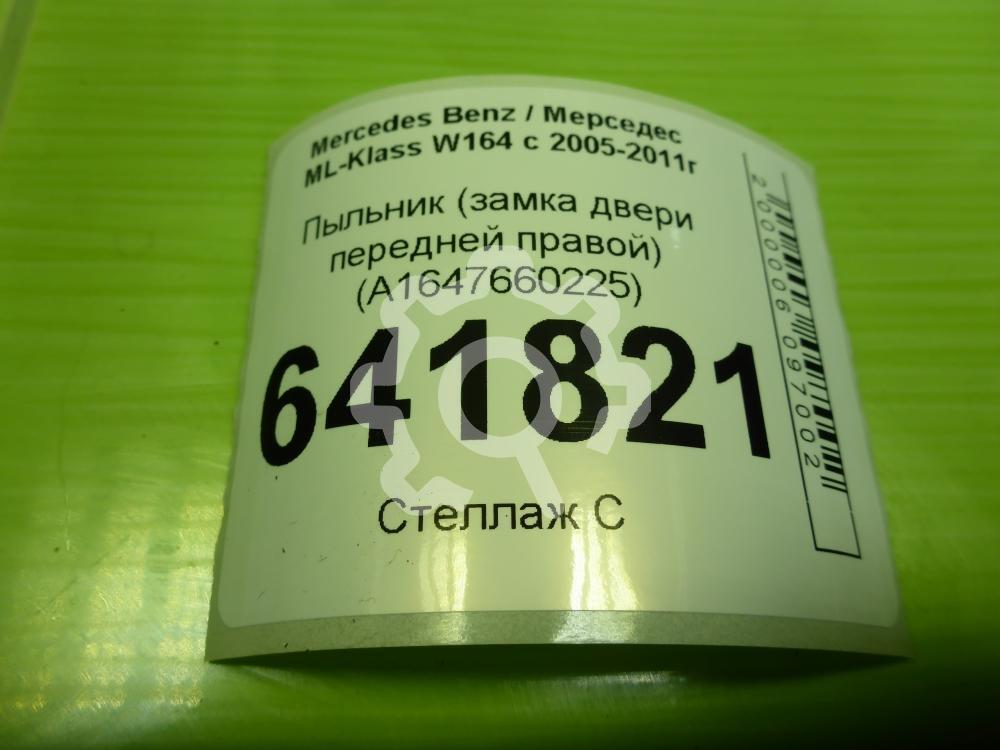 Mercedes Benz / Мерседес
ML-Klass W164 с 2005-2011г
Пыльник (замка двери
передней правой)
(A1647660225)
641821
Стеллаж С
2000006097002